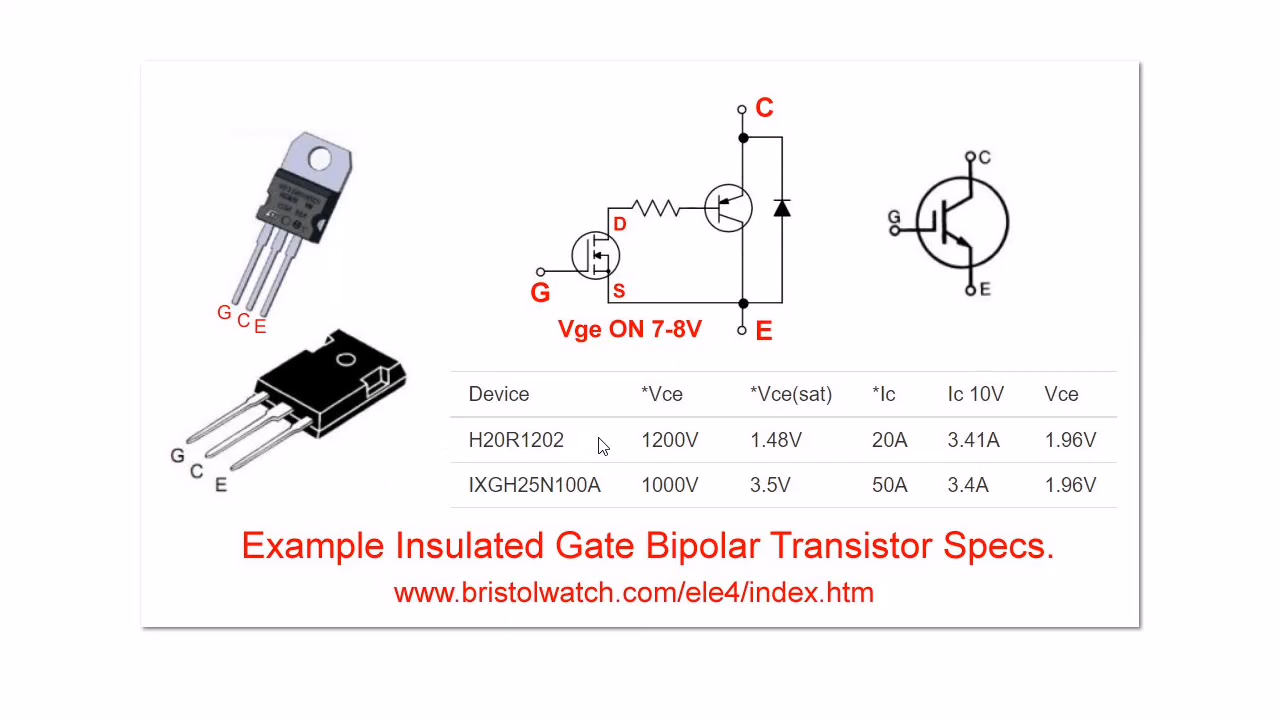 C
D
G
S
Vge ON 7-8V
E
C
G
E
G C E
G
C
E
Device *Vce *Vce(sat) *Ic Ic 10V Vce
H20R1202 1200V 1.48V 20A 3.41A 1.96V
IXGH25N100A 1000V 3.5V 50A 3.4A 1.96V
Example Insulated Gate Bipolar Transistor Specs.
www.bristolwatch.com/ele4/index.htm